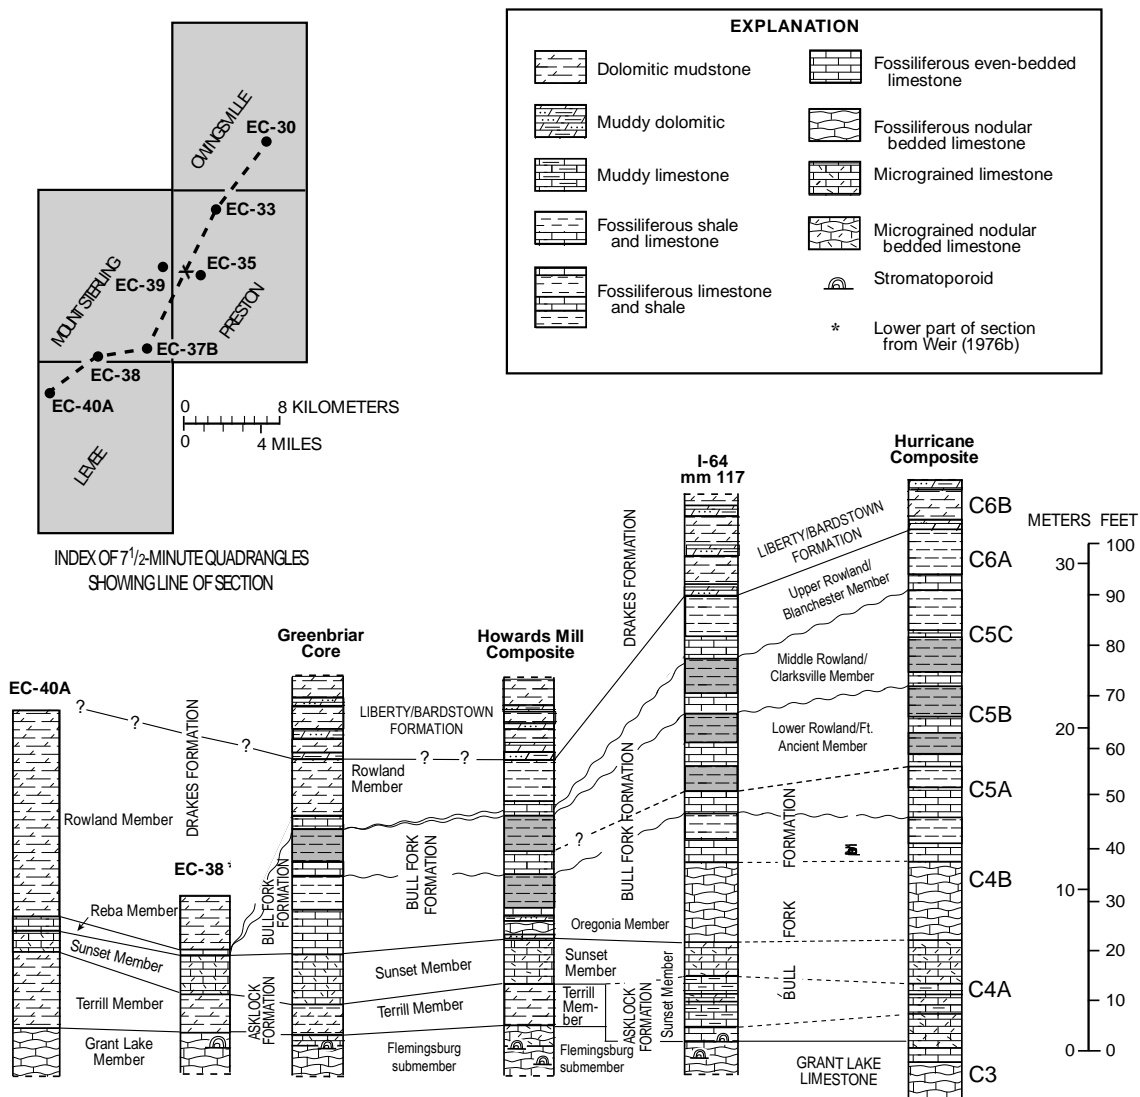 EXPLANATION
Dolomitic mudstone
Muddy dolomitic
Muddy limestone
Fossiliferous shale
and limestone
Fossiliferous limestone
and shale
Fossiliferous even-bedded
limestone
Fossiliferous nodular
bedded limestone
Micrograined limestone
Micrograined nodular
bedded limestone
Stromatoporoid
* Lower part of section
from Weir (1976b)
OWINGSVILLE
EC-30
EC-33
EC-35
EC-39
MOUNT STERLING
PRESTON
EC-37B
EC-38
EC-40A
LEVEE
0 8 KILOMETERS
0 4 MILES
INDEX OF 7 1/2-MINUTE QUADRANGLES
SHOWING LINE OF SECTION
EC-40A
EC-38 *
Greenbriar
Core
Howards Mill
Composite
I-64
mm 117
Hurricane
Composite
METERS FEET
100
30
90
80
70
20
60
50
40
10
30
20
10
0 0
C6B
C6A
C5C
C5B
C5A
C4B
C4A
C3
? ? ?
DRAKES FORMATION
Rowland Member
Reba Member
Sunset Member
Terrill Member
Grant Lake
Member
BULL FORK
FORMATION
ASKLOCK
FORMATION
LIBERTY/BARDSTOWN
FORMATION
? ?
Rowland
Member
BULL FORK
FORMATION
Sunset Member
Terrill Member
Flemingsburg
submember
DRAKES FORMATION
?
BULL FORK FORMATION
Oregonia Member
Sunset
Member
Terrill
Mem-
ber
Flemingsburg
submember
ASKLOCK
FORMATION
Sunset Member
LIBERTY/BARDSTOWN
FORMATION
Upper Rowland/
Blanchester Member
Middle Rowland/
Clarksville Member
Lower Rowland/Ft.
Ancient Member
BULL FORK FORMATION
GRANT LAKE
LIMESTONE